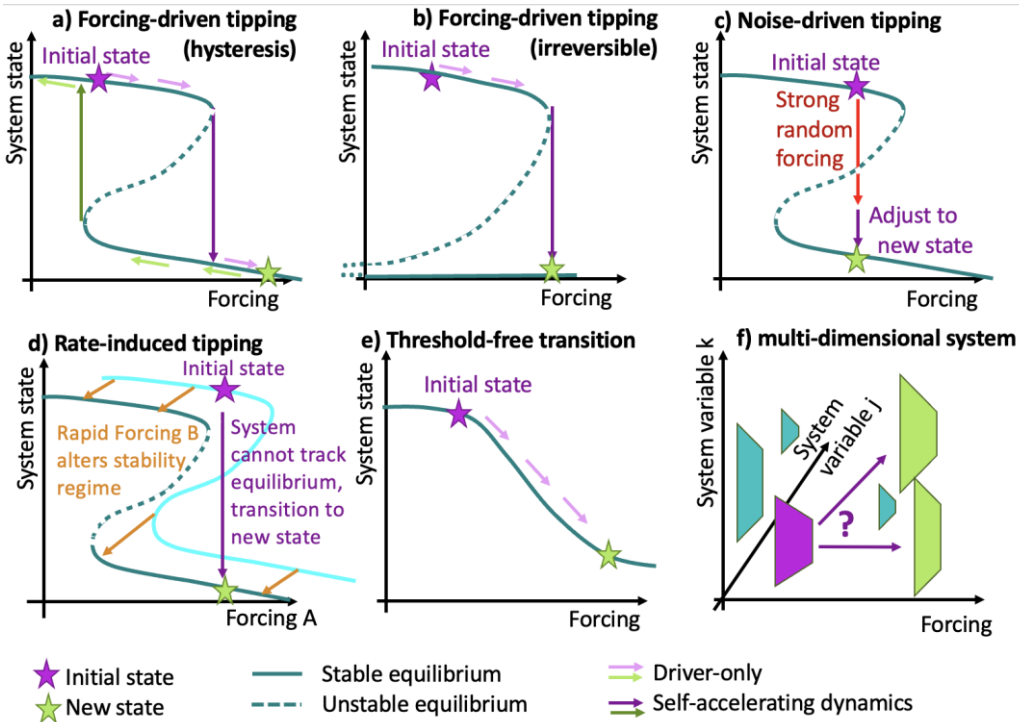 a) Forcing-driven tipping
(hysteresis)
System state
Initial state
Forcing
b) Forcing-driven tipping
(irreversible)
System state
Initial state
Forcing
c) Noise-driven tipping
System state
Initial state
Strong
random
forcing
Adjust to
new state
Forcing
d) Rate-induced tipping
System state
Initial state
Rapid Forcing B
alters stability
regime
System
cannot track
equilibrium,
transition to
new state
Forcing A
e) Threshold-free transition
System state
Initial state
Forcing
f) multi-dimensional system
System variable k
System
variable j
?
Forcing
Initial state
New state
Stable equilibrium
Unstable equilibrium
Driver-only
Self-accelerating dynamics